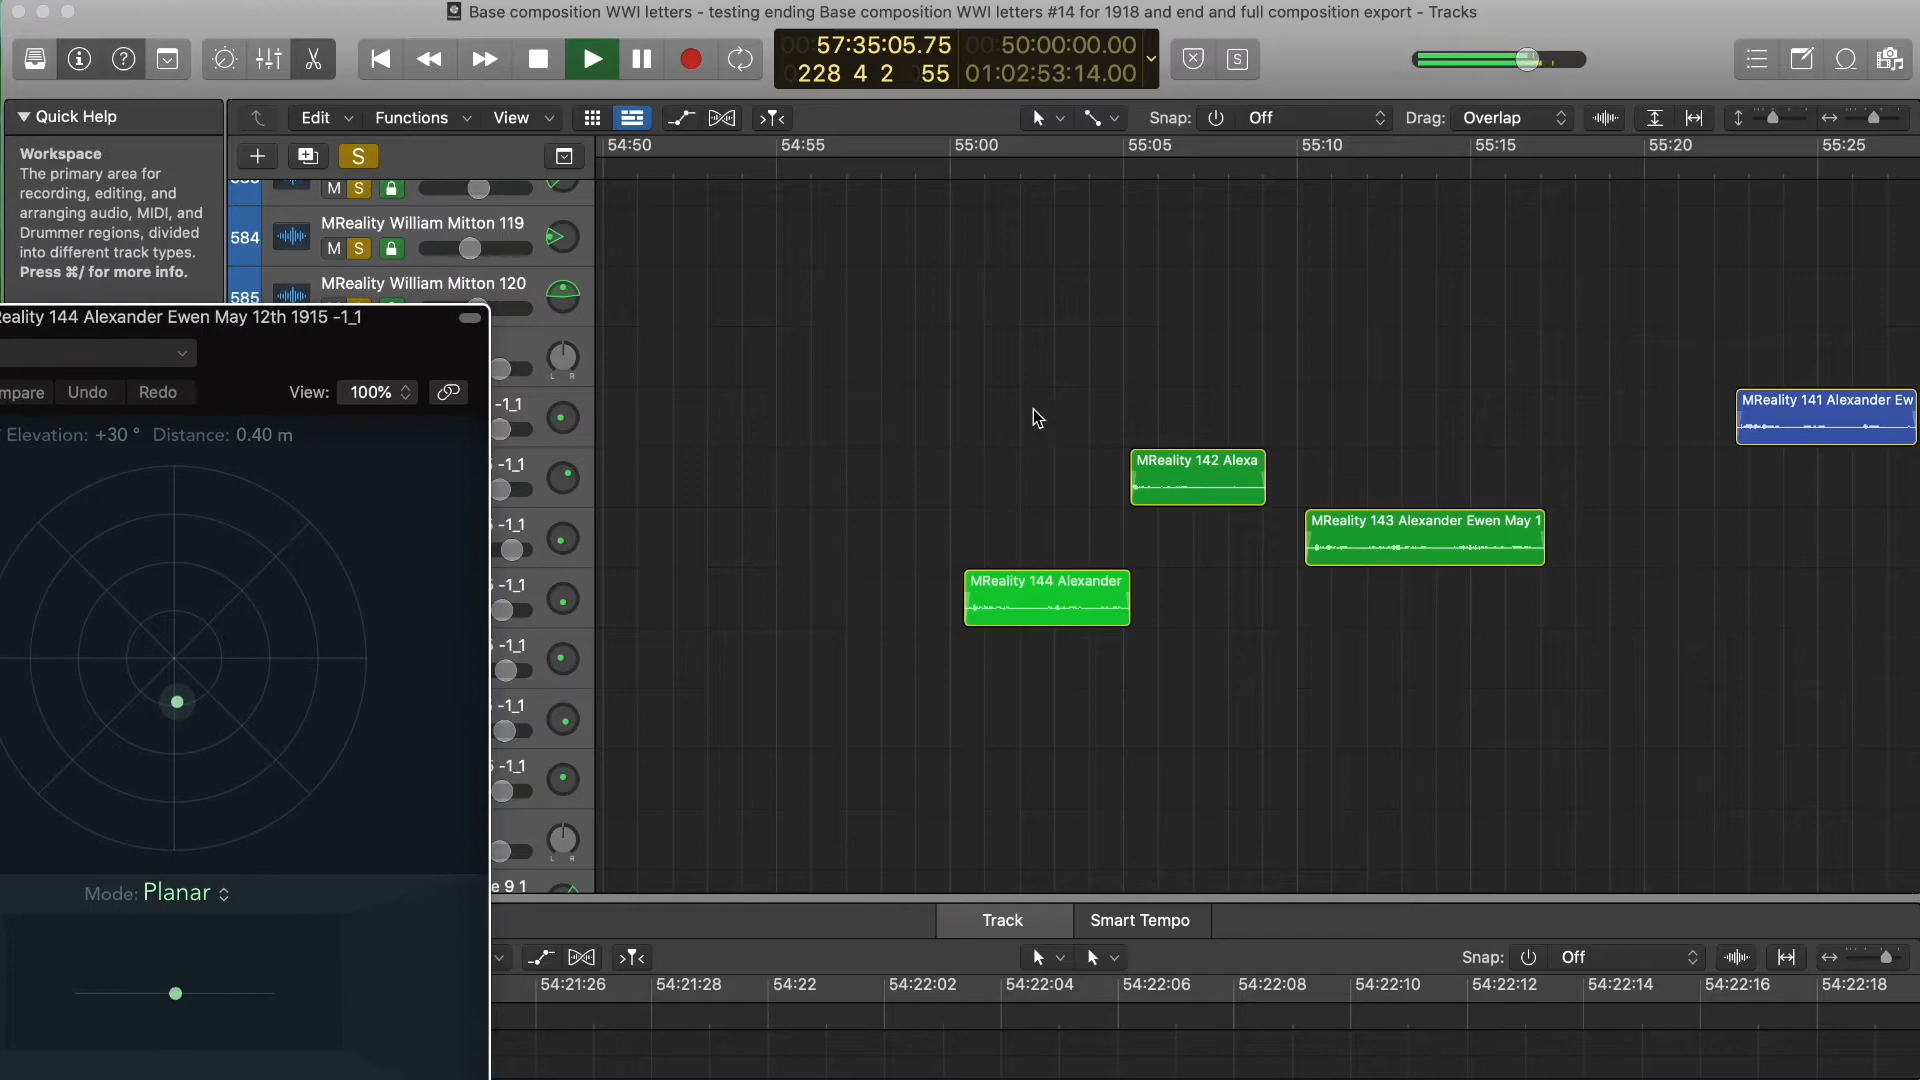 Base composition WWI letters - testing ending Base composition WWI letters #14 for 1918 and end and full composition export - Tracks
00 57:35:05.75
228 4 2 55
00:50:00:00.00
01:02:53:14.00
S
Quick Help
Edit
Functions
View
Snap:
Off
Drag:
Overlap
Workspace
The primary area for
recording, editing, and
arranging audio, MIDI, and
Drummer regions, divided
into different track types.
Press ⌘/ for more info.
S
54:50
54:55
55:00
55:05
55:10
55:15
55:20
55:25
M S
584
MReality William Mitton 119
M S
585
MReality William Mitton 120
eality 144 Alexander Ewen May 12th 1915 -1_1
mpare
Undo
Redo
View:
100%
L R
-1_1
-1_1
-1_1
-1_1
-1_1
-1_1
-1_1
L R
e 9 1
Elevation: +30 °
Distance: 0.40 m
Mode: Planar
MReality 141 Alexander Ew
MReality 142 Alexa
MReality 143 Alexander Ewen May 1
MReality 144 Alexander
Track
Smart Tempo
Snap:
Off
54:21:26
54:21:28
54:22
54:22:02
54:22:04
54:22:06
54:22:08
54:22:10
54:22:12
54:22:14
54:22:16
54:22:18